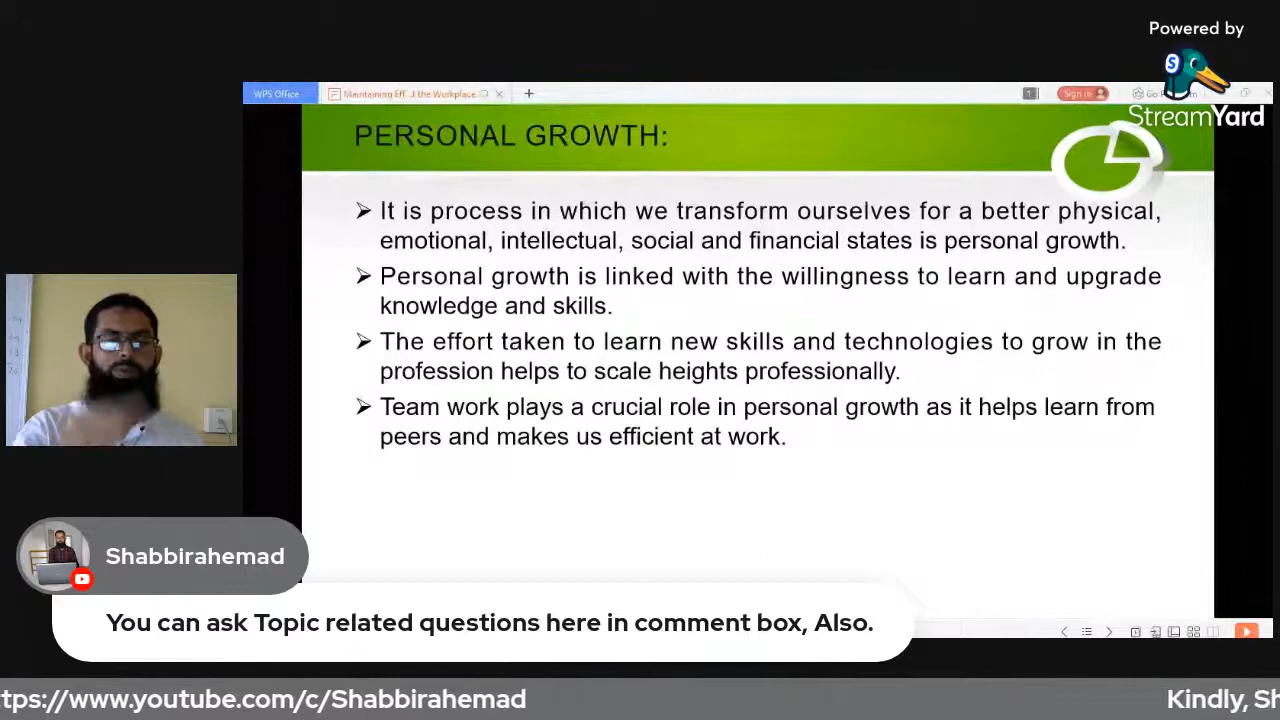 Powered by
StreamYard
WPS Office
Maintaining Eff...t the Workplace
Sign in
PERSONAL GROWTH:
➢ It is process in which we transform ourselves for a better physical,
emotional, intellectual, social and financial states is personal growth.
➢ Personal growth is linked with the willingness to learn and upgrade
knowledge and skills.
➢ The effort taken to learn new skills and technologies to grow in the
profession helps to scale heights professionally.
➢ Team work plays a crucial role in personal growth as it helps learn from
peers and makes us efficient at work.
Shabbirahemad
You can ask Topic related questions here in comment box, Also.
ttps://www.youtube.com/c/Shabbirahemad
Kindly, Sh